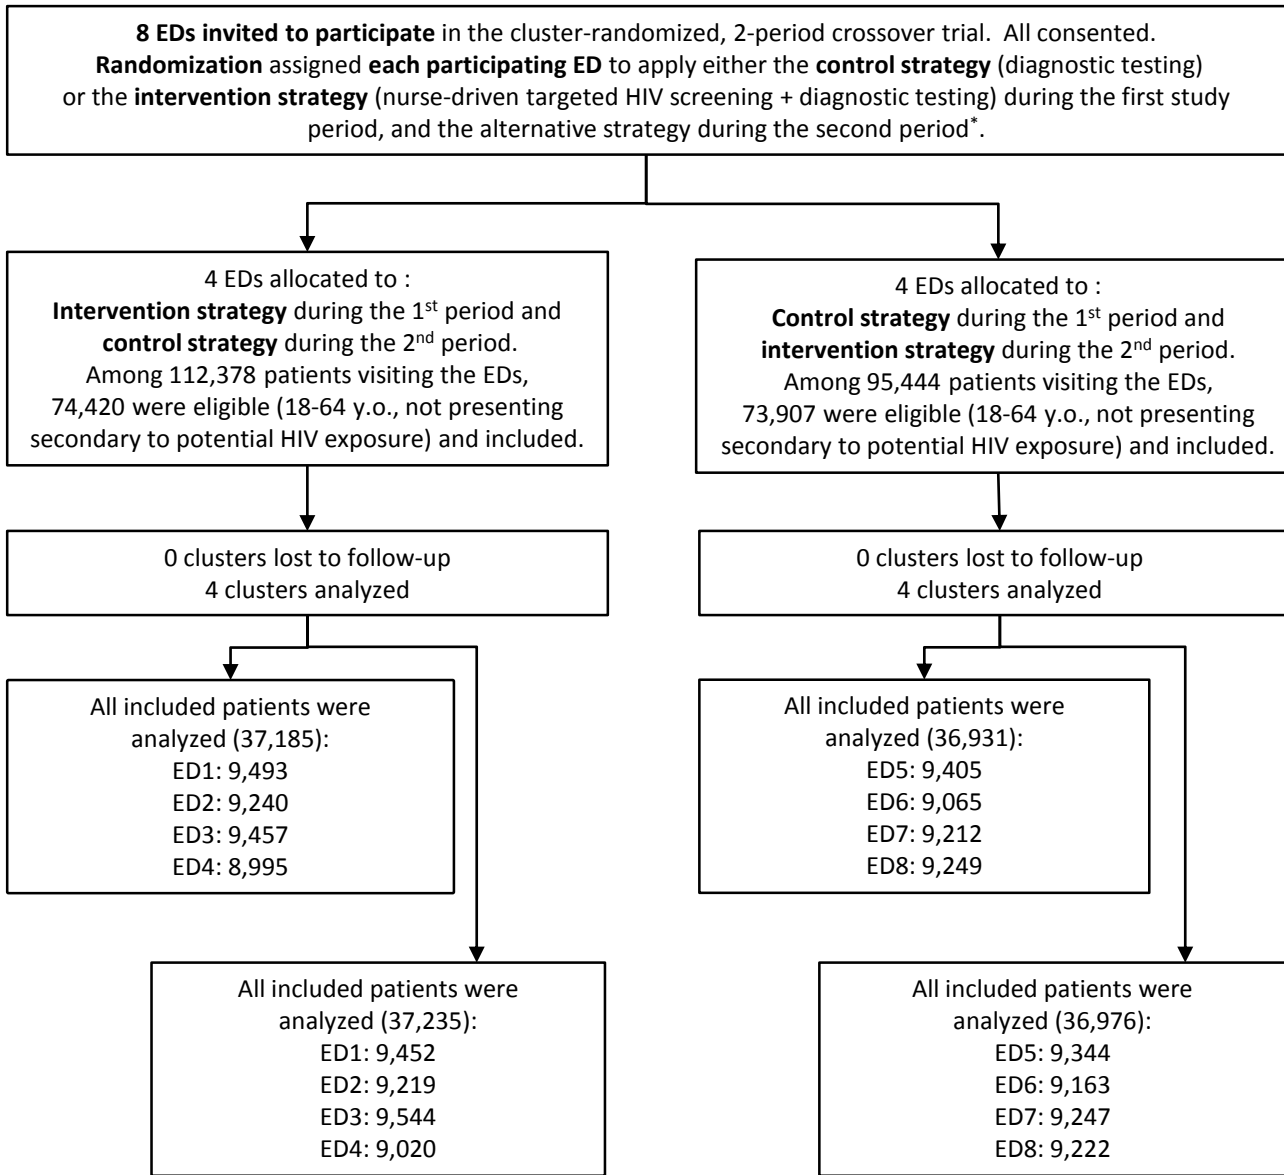 8 EDs invited to participate in the cluster-randomized, 2-period crossover trial. All consented.
Randomization assigned each participating ED to apply either the control strategy (diagnostic testing)
or the intervention strategy (nurse-driven targeted HIV screening + diagnostic testing) during the first study
period, and the alternative strategy during the second period*.
4 EDs allocated to :
Intervention strategy during the 1st period and
control strategy during the 2nd period.
Among 112,378 patients visiting the EDs,
74,420 were eligible (18-64 y.o., not presenting
secondary to potential HIV exposure) and included.
4 EDs allocated to :
Control strategy during the 1st period and
intervention strategy during the 2nd period.
Among 95,444 patients visiting the EDs,
73,907 were eligible (18-64 y.o., not presenting
secondary to potential HIV exposure) and included.
0 clusters lost to follow-up
4 clusters analyzed
0 clusters lost to follow-up
4 clusters analyzed
All included patients were
analyzed (37,185):
ED1: 9,493
ED2: 9,240
ED3: 9,457
ED4: 8,995
All included patients were
analyzed (36,931):
ED5: 9,405
ED6: 9,065
ED7: 9,212
ED8: 9,249
All included patients were
analyzed (37,235):
ED1: 9,452
ED2: 9,219
ED3: 9,544
ED4: 9,020
All included patients were
analyzed (36,976):
ED5: 9,344
ED6: 9,163
ED7: 9,247
ED8: 9,222